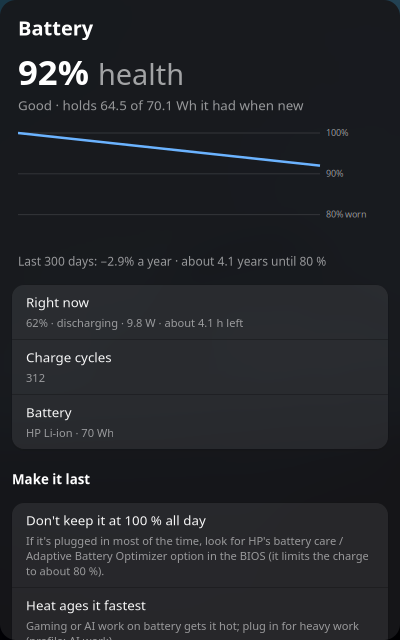 Battery
92% health
Good · holds 64.5 of 70.1 Wh it had when new
100%
90%
80% worn
Last 300 days: −2.9% a year · about 4.1 years until 80 %
Right now
62% · discharging · 9.8 W · about 4.1 h left
Charge cycles
312
Battery
HP Li-ion · 70 Wh
Make it last
Don't keep it at 100 % all day
If it's plugged in most of the time, look for HP's battery care /
Adaptive Battery Optimizer option in the BIOS (it limits the charge
to about 80 %).
Heat ages it fastest
Gaming or AI work on battery gets it hot; plug in for heavy work
(profile: AI work).